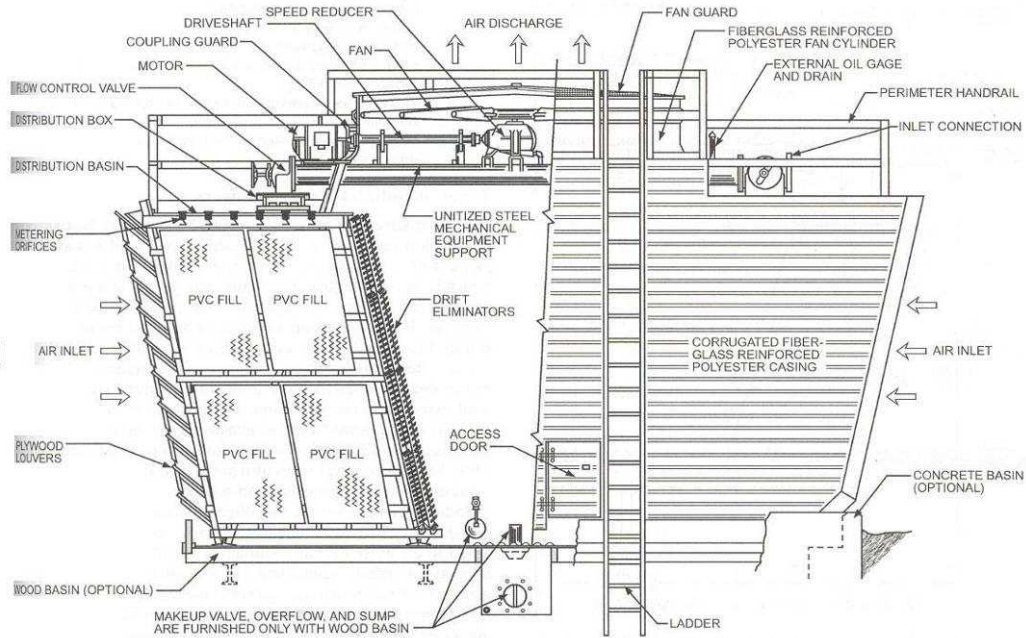 SPEED REDUCER
DRIVESHAFT
COUPLING GUARD
FAN
MOTOR
FLOW CONTROL VALVE
DISTRIBUTION BOX
DISTRIBUTION BASIN
METERING
ORIFICES
AIR DISCHARGE
FAN GUARD
FIBERGLASS REINFORCED
POLYESTER FAN CYLINDER
EXTERNAL OIL GAGE
AND DRAIN
PERIMETER HANDRAIL
INLET CONNECTION
UNITIZED STEEL
MECHANICAL
EQUIPMENT
SUPPORT
PVC FILL
PVC FILL
DRIFT
ELIMINATORS
AIR INLET
CORRUGATED FIBER-
GLASS REINFORCED
POLYESTER CASING
AIR INLET
PLYWOOD
LOUVERS
PVC FILL
PVC FILL
ACCESS
DOOR
CONCRETE BASIN
(OPTIONAL)
WOOD BASIN (OPTIONAL)
MAKEUP VALVE, OVERFLOW, AND SUMP
ARE FURNISHED ONLY WITH WOOD BASIN
LADDER